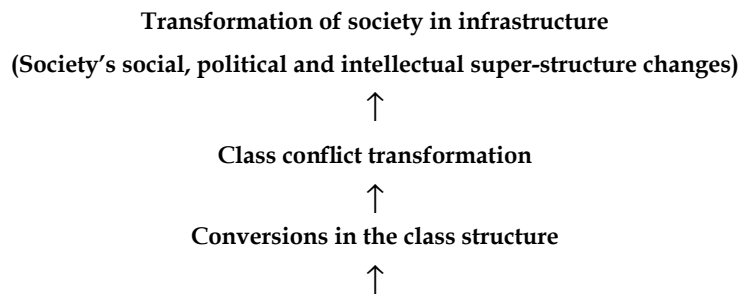 Transformation of society in infrastructure
(Society’s social, political and intellectual super-structure changes)
↑
Class conflict transformation
↑
Conversions in the class structure
↑